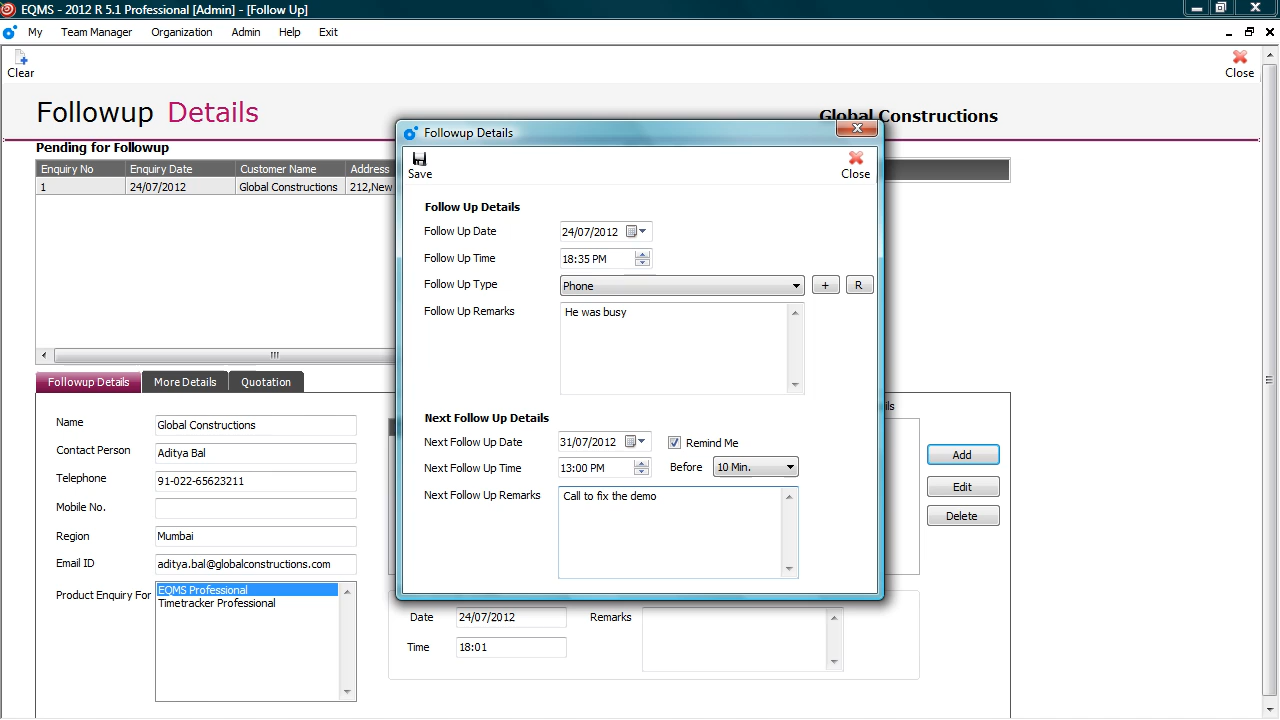 EQMS - 2012 R 5.1 Professional [Admin] - [Follow Up]
My Team Manager Organization Admin Help Exit
Clear
Close
Followup Details
Global Constructions
Pending for Followup
Enquiry No Enquiry Date Customer Name Address
1 24/07/2012 Global Constructions 212,New
Followup Details More Details Quotation
Name Global Constructions
Contact Person Aditya Bal
Telephone 91-022-65623211
Mobile No.
Region Mumbai
Email ID aditya.bal@globalconstructions.com
Product Enquiry For EQMS Professional
Timetracker Professional
Followup Details
Save
Close
Follow Up Details
Follow Up Date 24/07/2012
Follow Up Time 18:35 PM
Follow Up Type Phone + R
Follow Up Remarks He was busy
Next Follow Up Details
Next Follow Up Date 31/07/2012 Remind Me
Next Follow Up Time 13:00 PM Before 10 Min.
Next Follow Up Remarks Call to fix the demo
Add
Edit
Delete
Date 24/07/2012 Remarks
Time 18:01